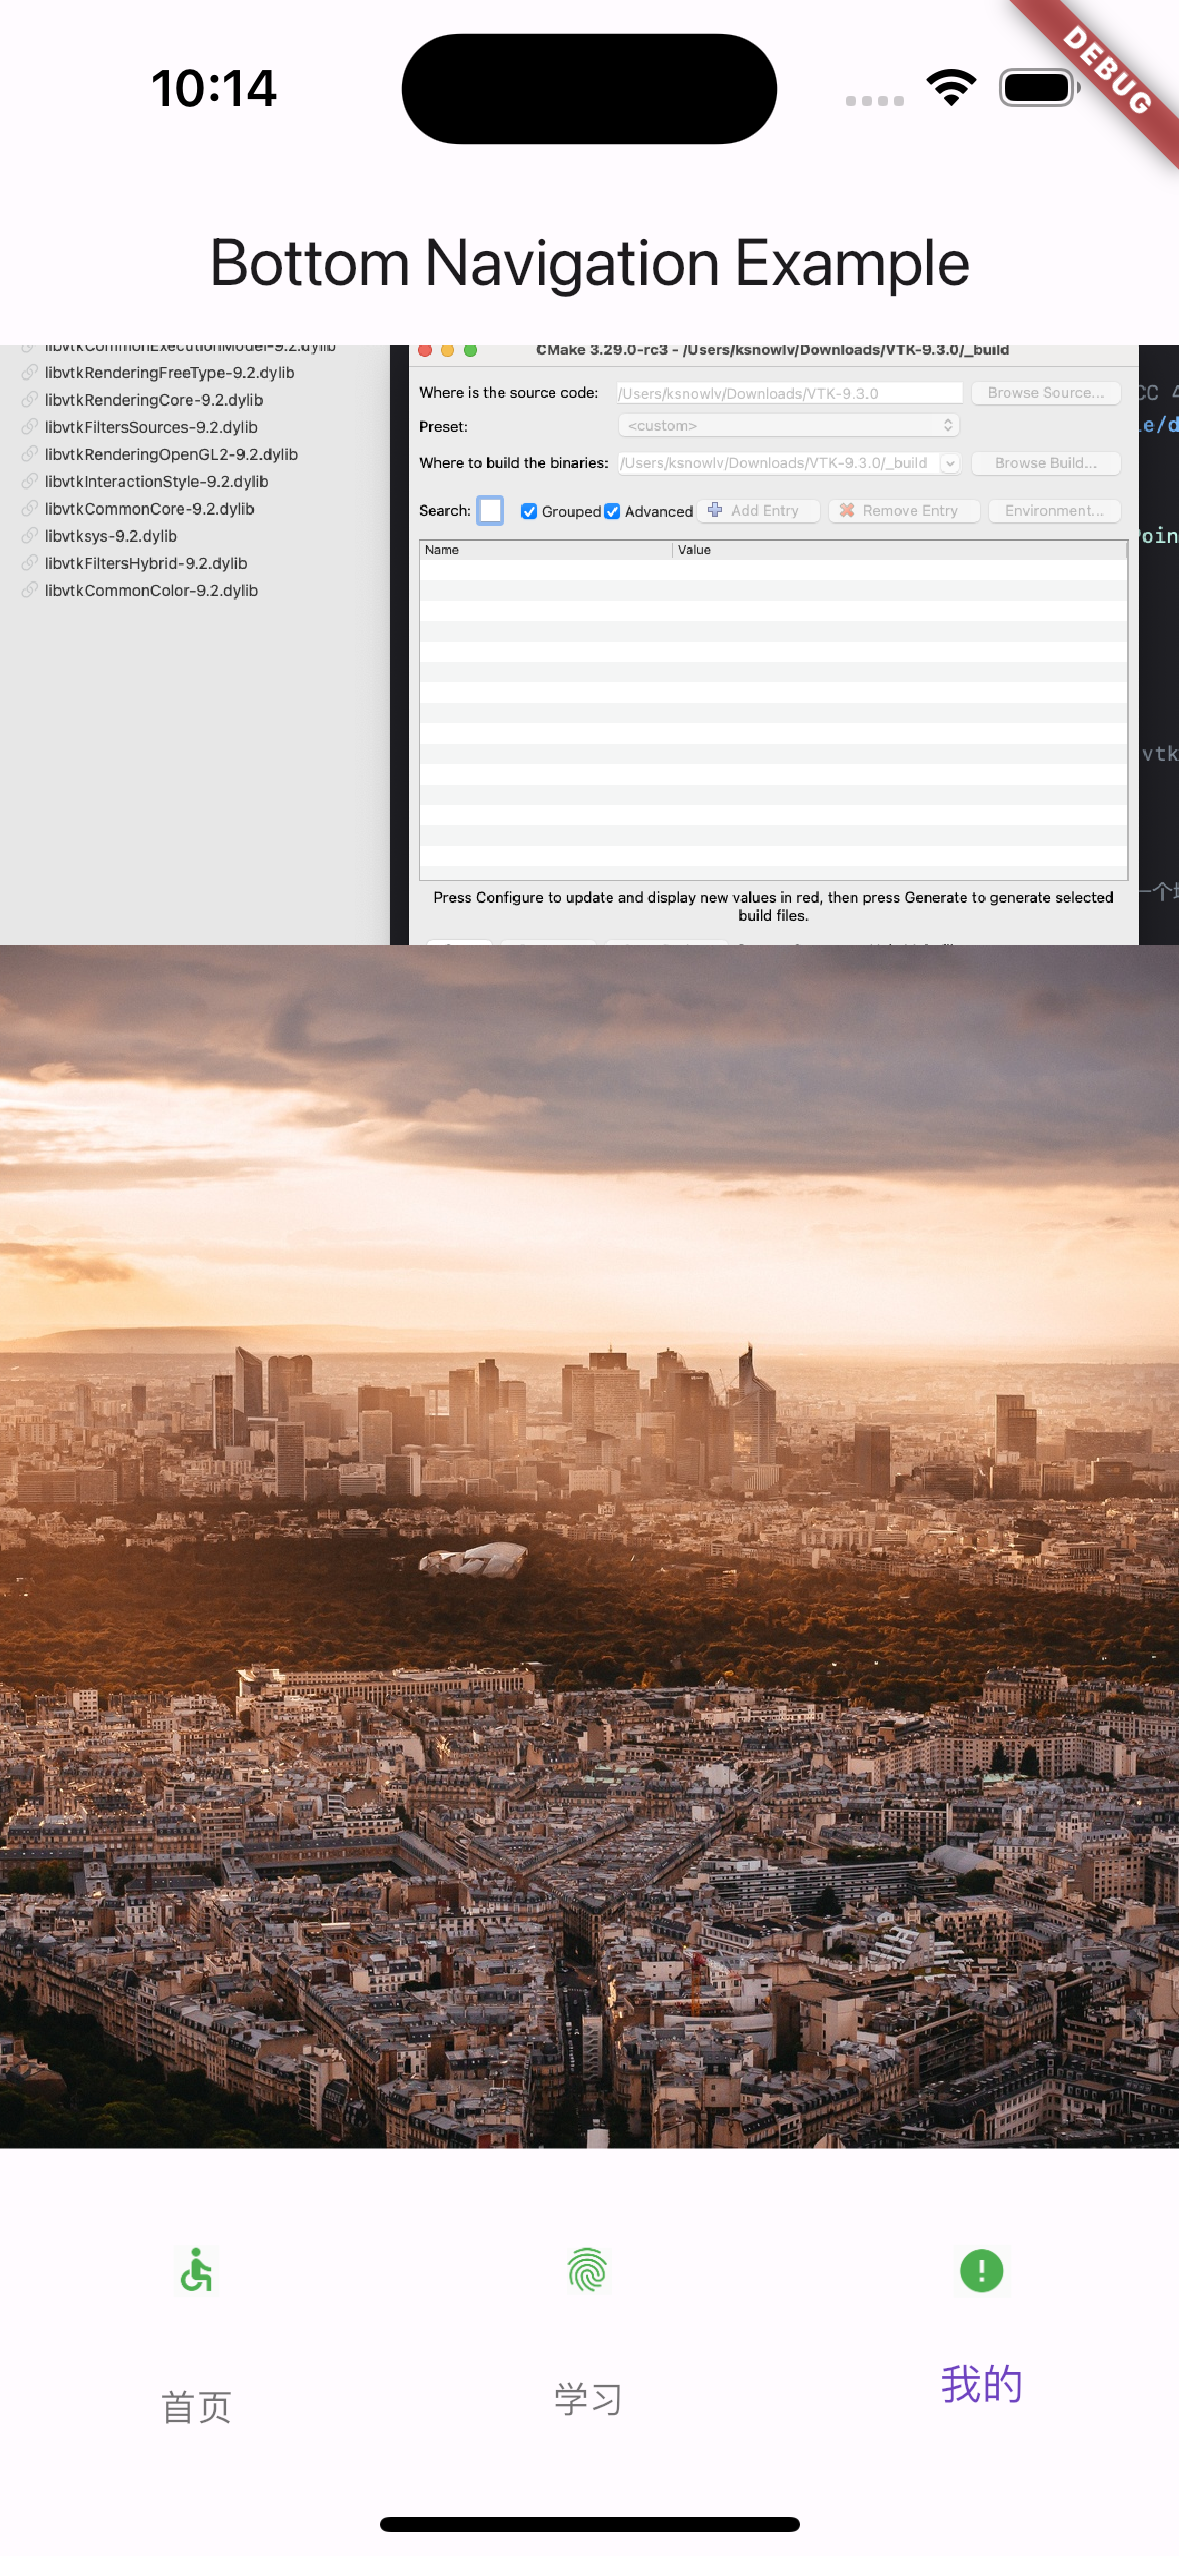 10:14
DEBUG
Bottom Navigation Example
libvtkCommonExecutionModel-9.2.dylib
libvtkRenderingFreeType-9.2.dylib
libvtkRenderingCore-9.2.dylib
libvtkFiltersSources-9.2.dylib
libvtkRenderingOpenGL2-9.2.dylib
libvtkInteractionStyle-9.2.dylib
libvtkCommonCore-9.2.dylib
libvtksys-9.2.dylib
libvtkFiltersHybrid-9.2.dylib
libvtkCommonColor-9.2.dylib
CMake 3.29.0-rc3 - /Users/ksnowlv/Downloads/VTK-9.3.0/_build
Where is the source code: /Users/ksnowlv/Downloads/VTK-9.3.0 Browse Source...
Preset: <custom>
Where to build the binaries: /Users/ksnowlv/Downloads/VTK-9.3.0/_build Browse Build...
Search: Grouped Advanced Add Entry Remove Entry Environment...
Name Value
Press Configure to update and display new values in red, then press Generate to generate selected
build files.
CC
le/d
Poin
vtk
一个
首页
学习
我的